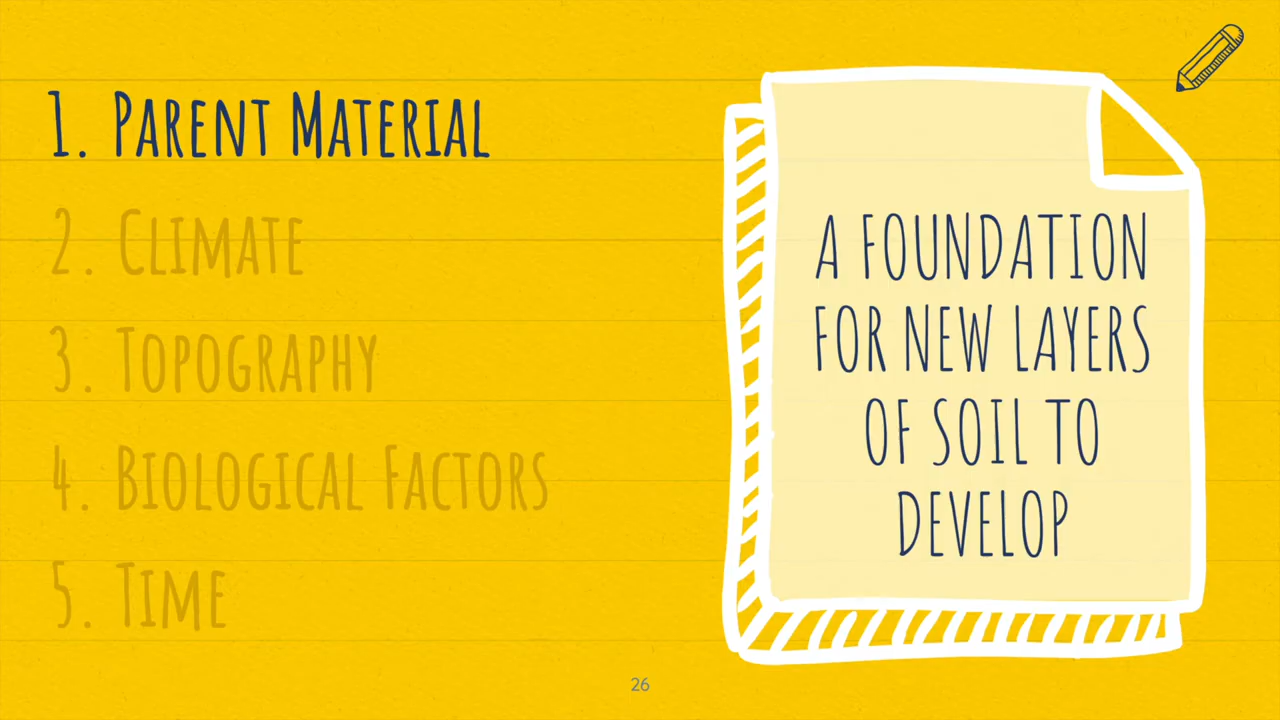 1. Parent Material
2. Climate
3. Topography
4. Biological Factors
5. Time
A FOUNDATION
FOR NEW LAYERS
OF SOIL TO
DEVELOP
26